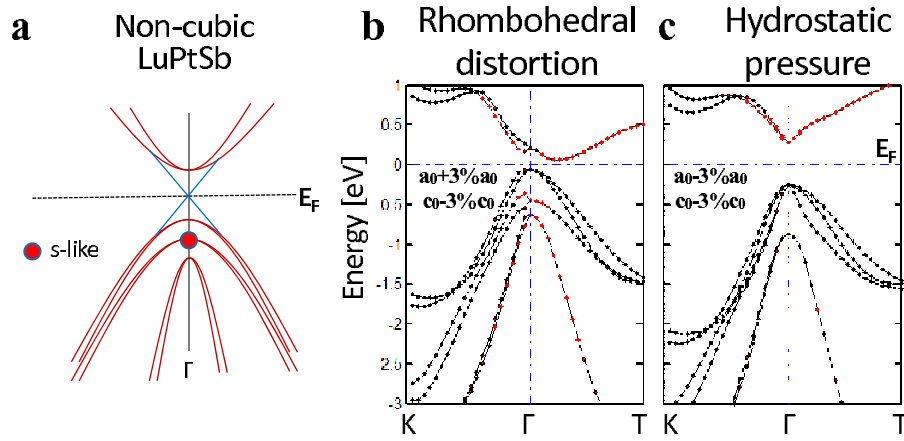 a
Non-cubic
LuPtSb
E_F
s-like
Γ
b
Rhombohedral
distortion
Energy [eV]
1
0.5
0
0.5
-1
-1.5
-2
2.5
-3
a₀+3%a₀
c₀-3%c₀
K Γ T
c
Hydrostatic
pressure
E_F
a₀-3%a₀
c₀-3%c₀
K Γ T